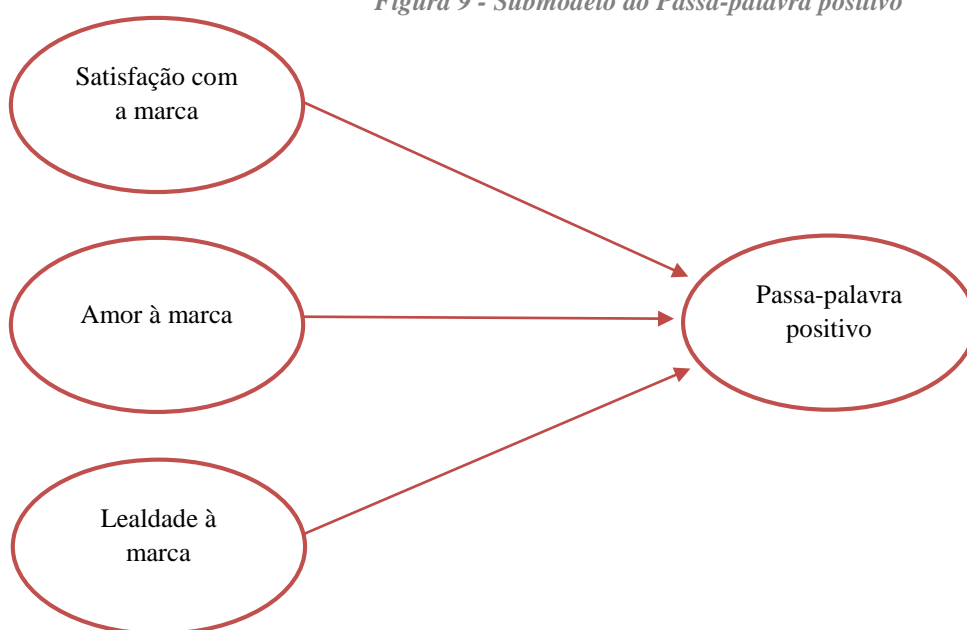 Figura 9 - Submodelo do Passa-palavra positivo
Satisfação com
a marca
Amor à marca
Lealdade à
marca
Passa-palavra
positivo